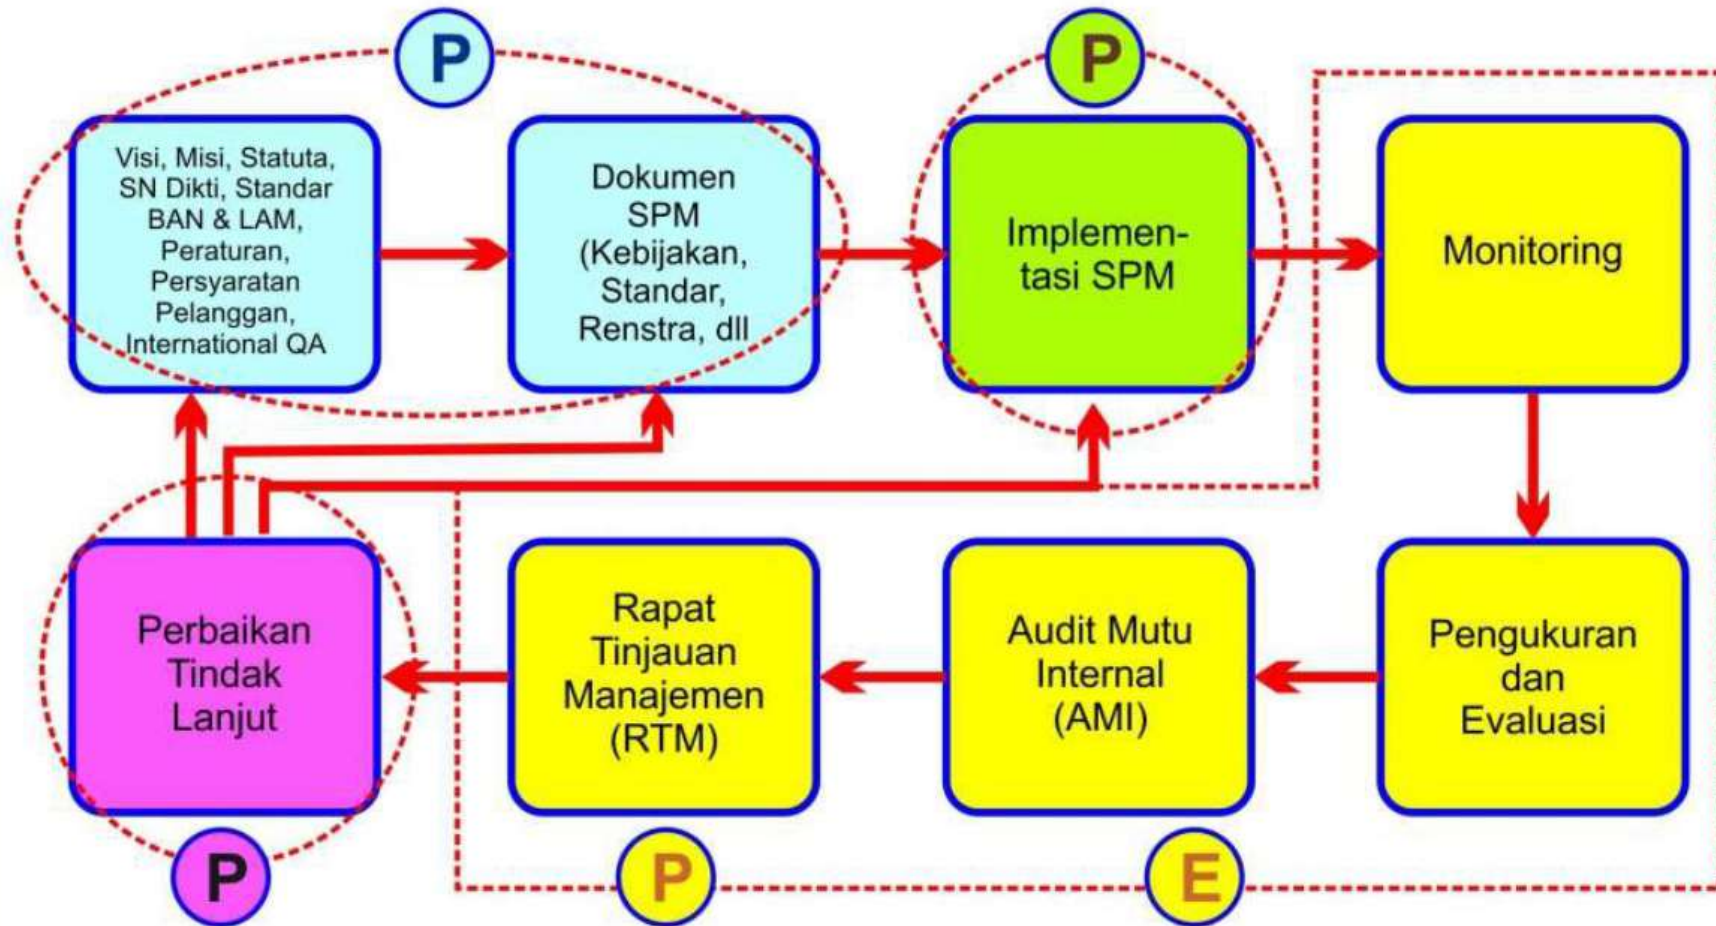 P
P
Visi, Misi, Statuta,
SN Dikti, Standar
BAN & LAM,
Peraturan,
Persyaratan
Pelanggan,
International QA
Dokumen
SPM
(Kebijakan,
Standar,
Renstra, dll
Implemen-
tasi SPM
Monitoring
Perbaikan
Tindak
Lanjut
Rapat
Tinjauan
Manajemen
(RTM)
Audit Mutu
Internal
(AMI)
Pengukuran
dan
Evaluasi
P
P
E